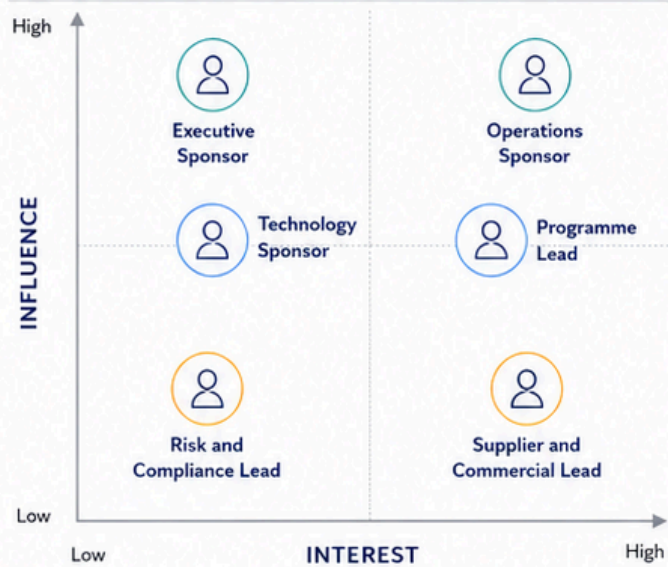 High
Executive
Sponsor
Operations
Sponsor
Technology
Sponsor
Programme
Lead
INFLUENCE
Risk and
Compliance Lead
Supplier and
Commercial Lead
Low
Low
INTEREST
High